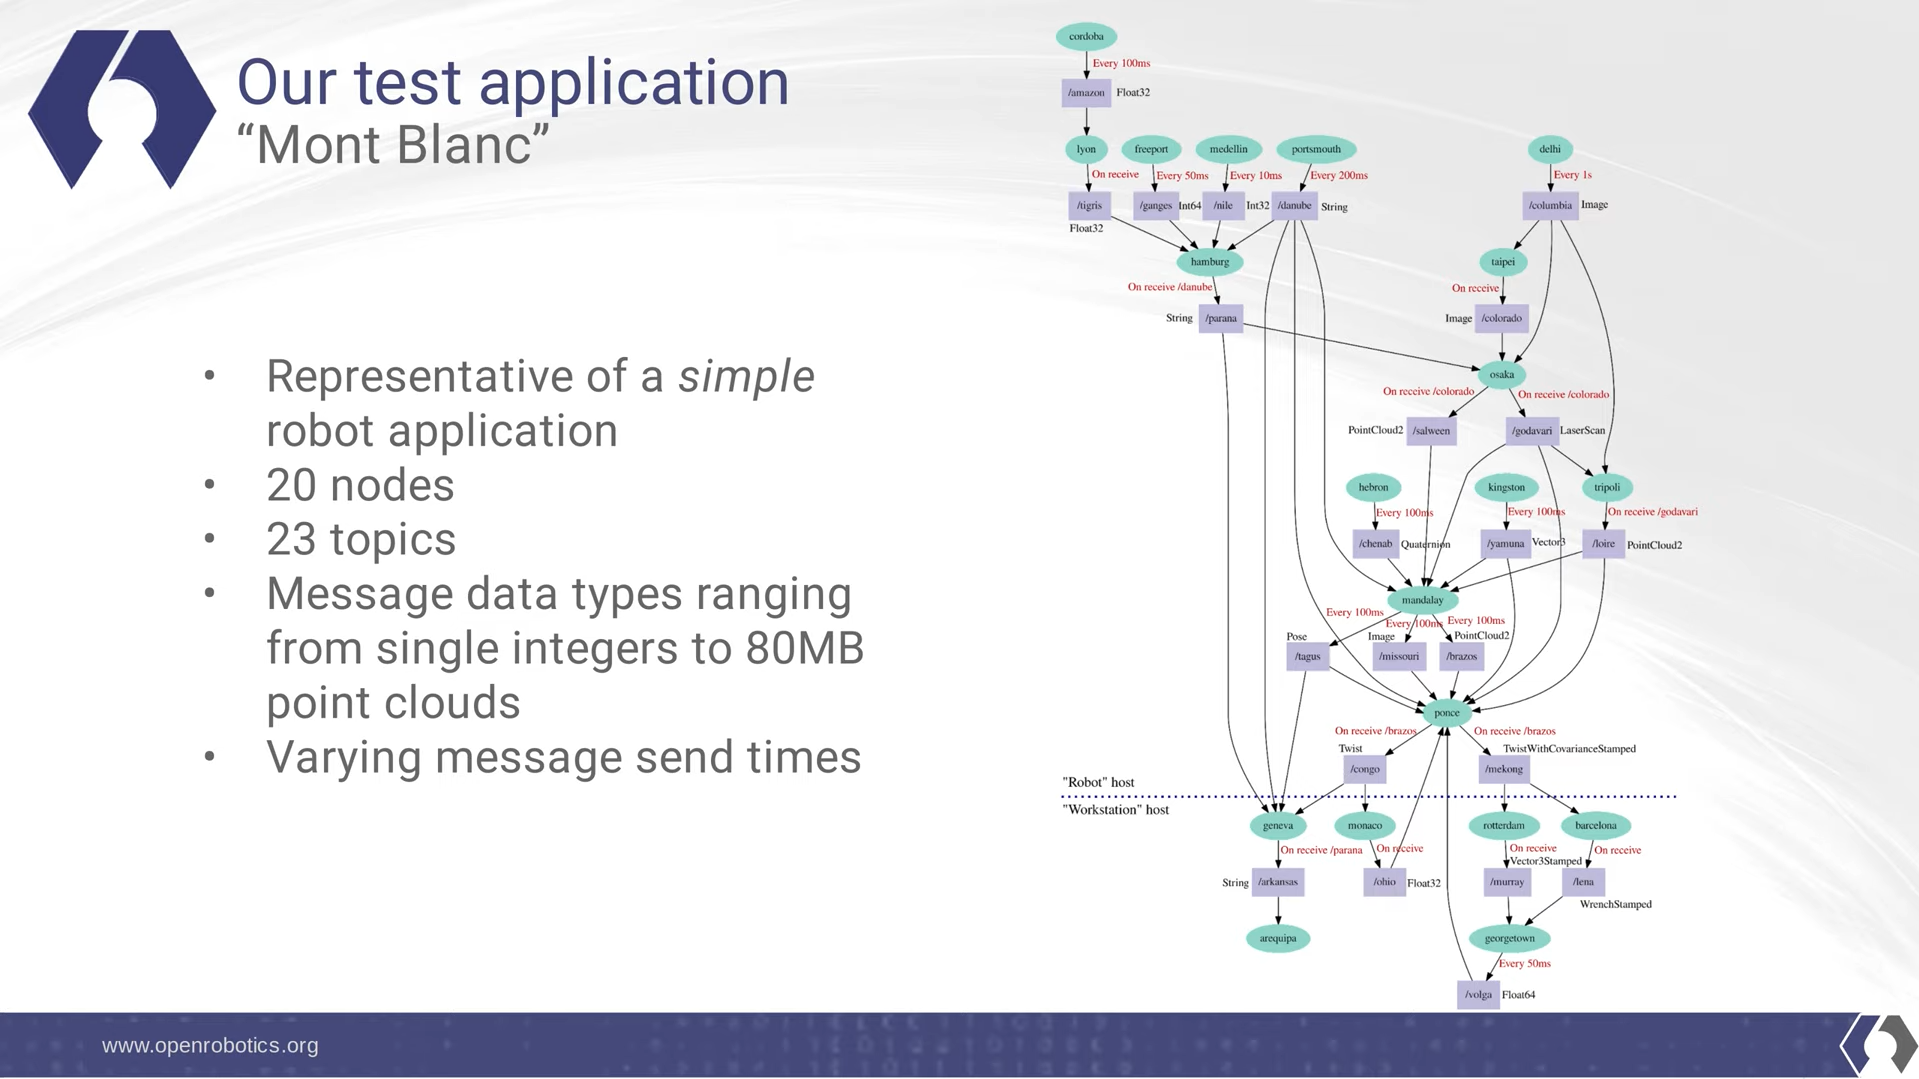 Our test application
“Mont Blanc”
• Representative of a simple
robot application
• 20 nodes
• 23 topics
• Message data types ranging
from single integers to 80MB
point clouds
• Varying message send times
cordoba
Every 100ms
/amazon Float32
lyon freeport medellin portsmouth delhi
On receive Every 50ms Every 10ms Every 200ms Every 1s
/tigris /ganges Int64 /nile Int32 /danube String /columbia Image
Float32
hamburg taipei
On receive /danube On receive
String /parana Image /colorado
osaka
On receive /colorado On receive /colorado
PointCloud2 /salween /godavari LaserScan
hebron kingston tripoli
Every 100ms Every 100ms On receive /godavari
/chenab Quaternion /yamuna Vector3 /loire PointCloud2
mandalay
Every 100ms Every 100ms Every 100ms
Pose Image PointCloud2
/tagus /missouri /brazos
ponce
On receive /brazos On receive /brazos
Twist TwistWithCovarianceStamped
/congo /mekong
"Robot" host
"Workstation" host
geneva monaco rotterdam barcelona
On receive /parana On receive On receive On receive
Vector3Stamped
String /arkansas /ohio Float32 /murray /lena
WrenchStamped
arequipa georgetown
Every 50ms
/volga Float64
www.openrobotics.org